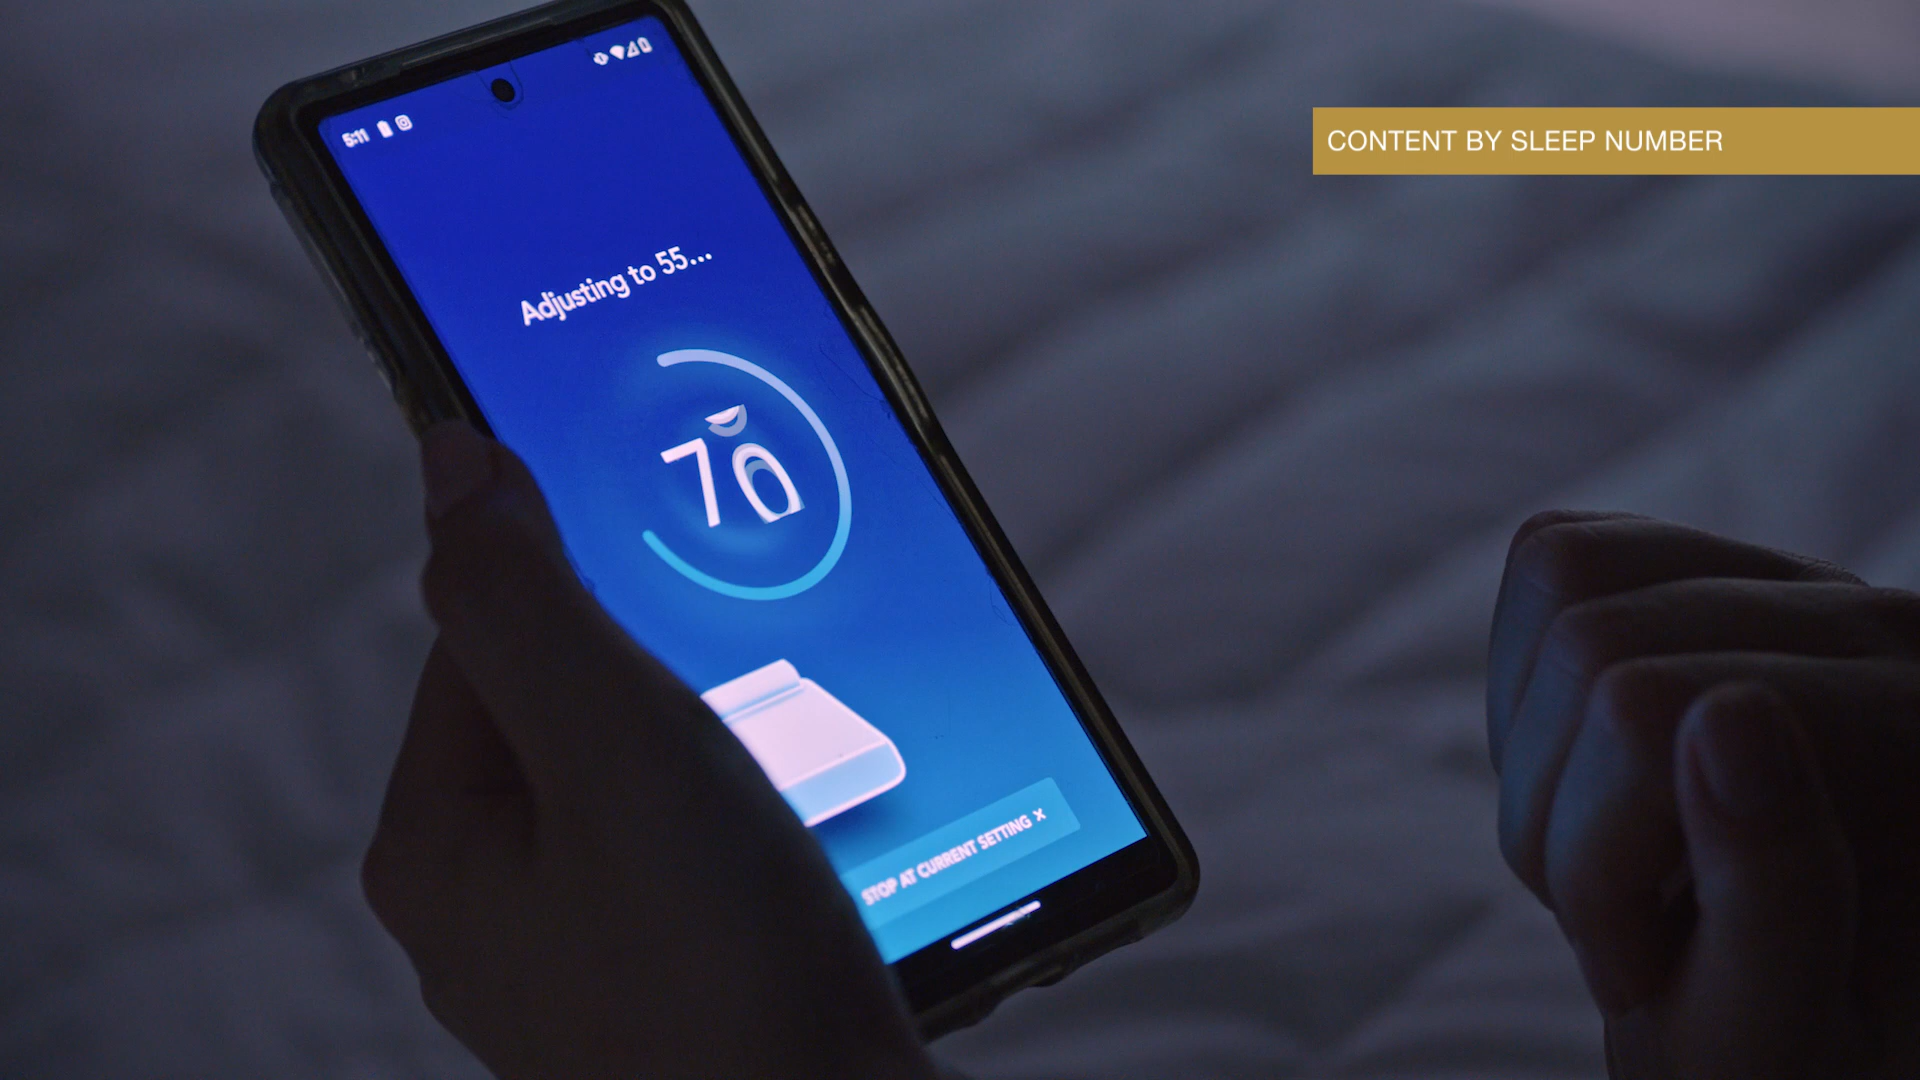 5:11
CONTENT BY SLEEP NUMBER
Adjusting to 55...
70
STOP AT CURRENT SETTING X